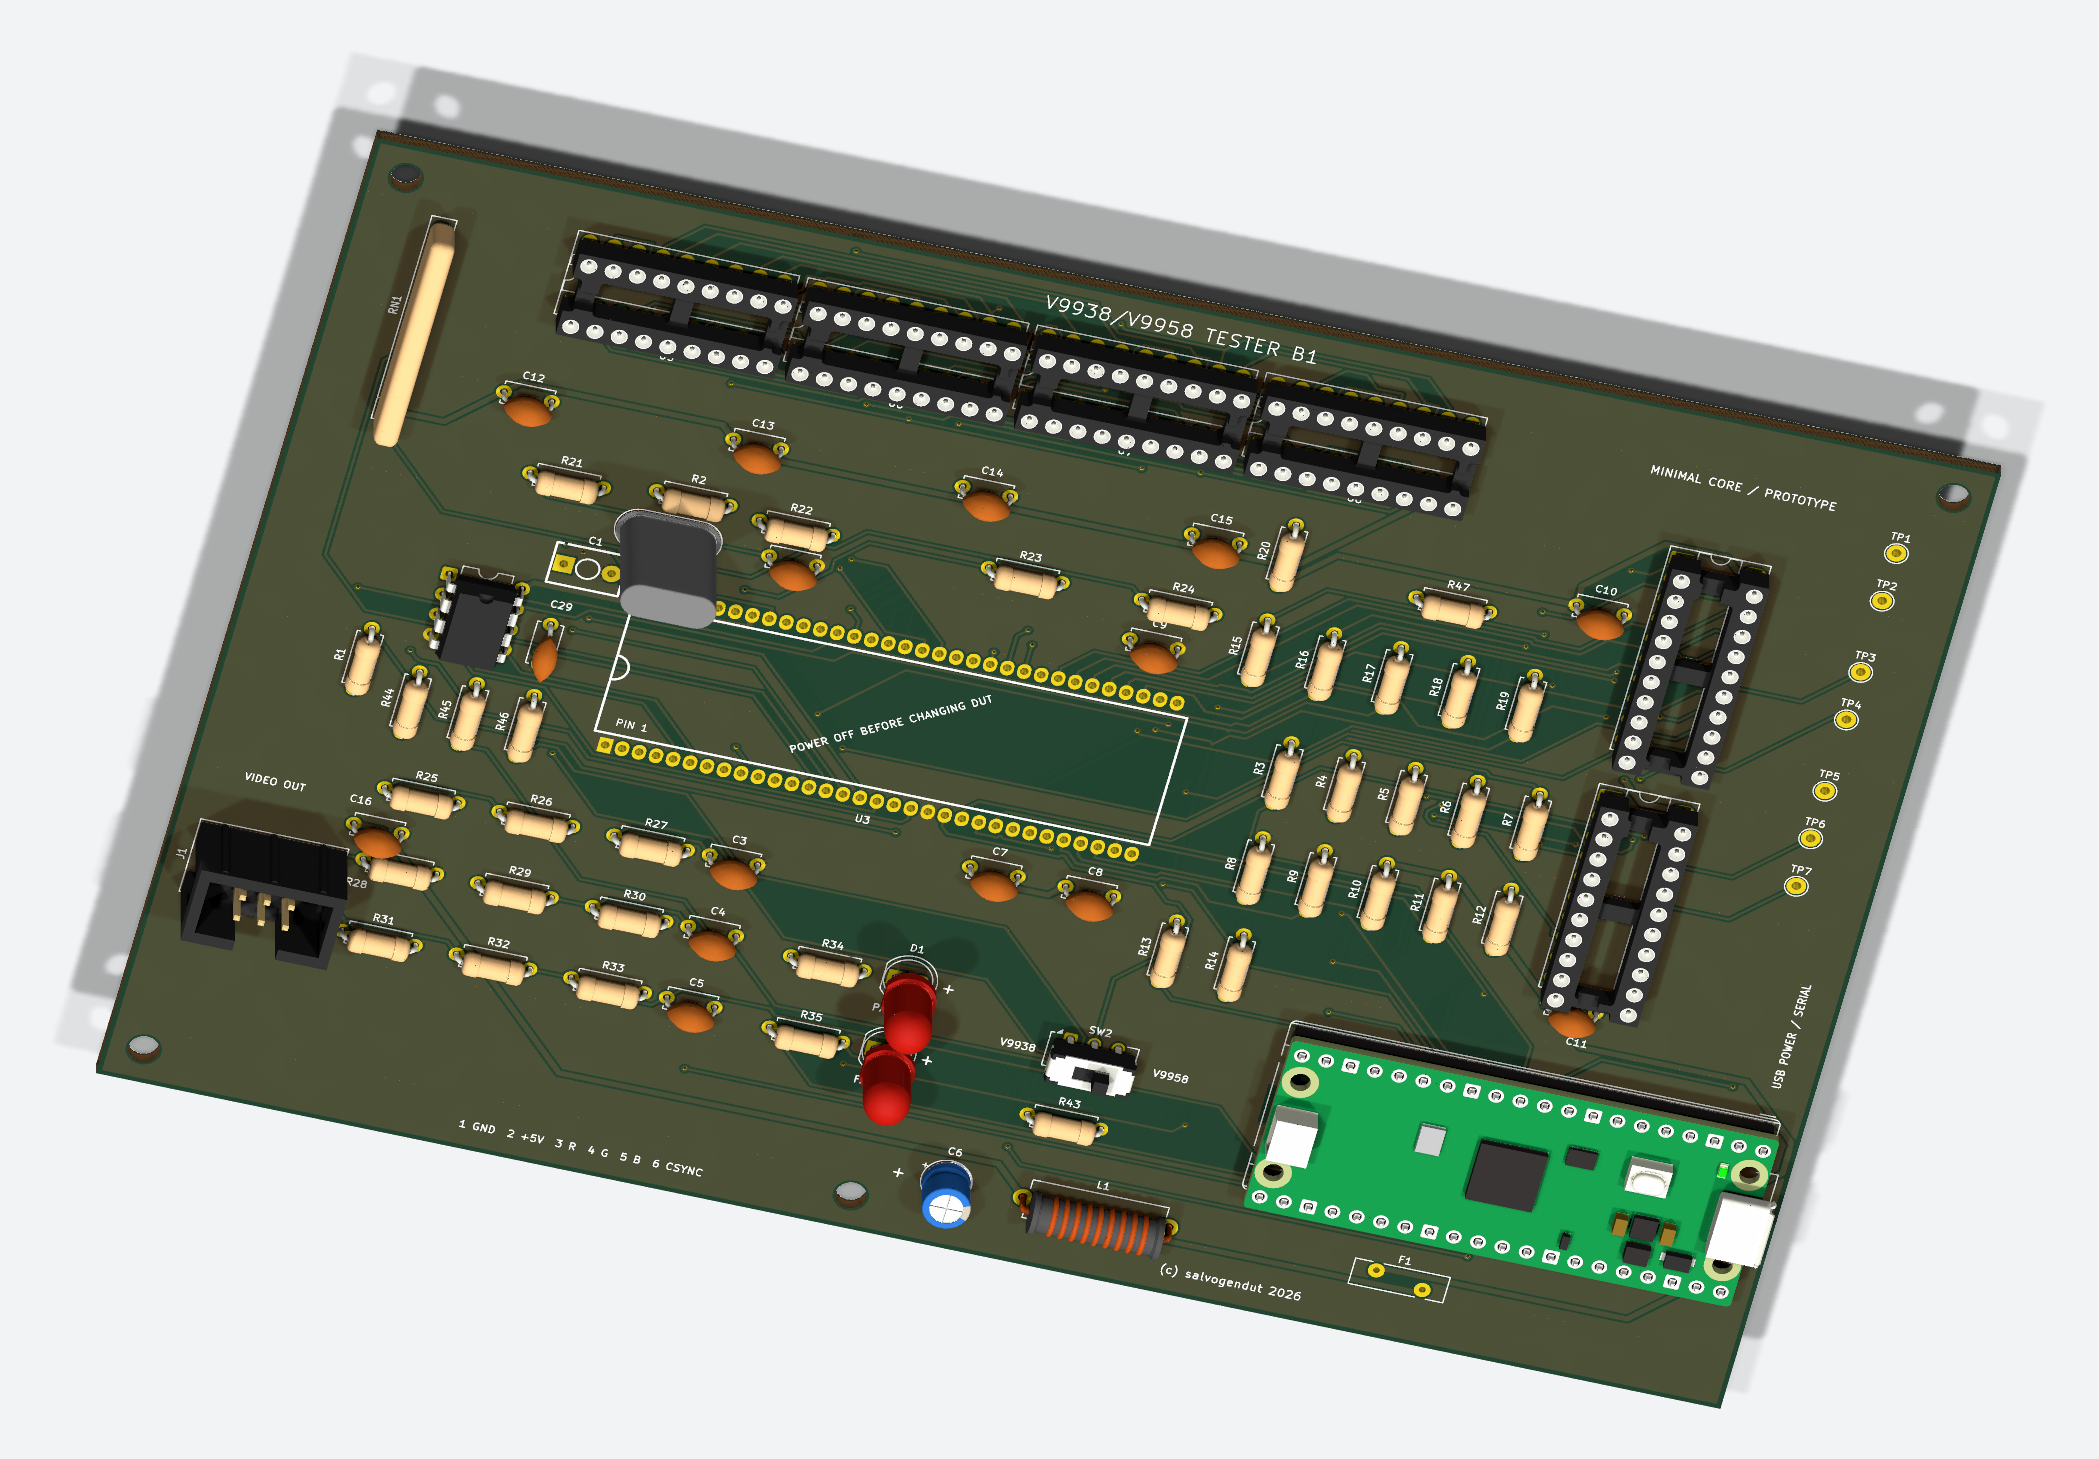 RN1
V9938/V9958 TESTER B1
C12
C13
C14
C15
MINIMAL CORE / PROTOTYPE
R21
R2
R22
R23
R24
R20
R47
C10
TP1
TP2
TP3
TP4
TP5
TP6
TP7
C1
C29
C9
R1
R44
R45
R46
R15
R16
R17
R18
R19
PIN 1
POWER OFF BEFORE CHANGING DUT
U3
R3
R4
R5
R6
R7
R8
R9
R10
R11
R12
R13
R14
VIDEO OUT
J1
R25
C16
R26
R27
C3
R28
R29
R30
C4
R31
R32
R33
C5
C7
C8
R34
D1
+
R35
+
V9938
SW2
V9958
R43
C11
USB POWER / SERIAL
1 GND 2 +5V 3 R 4 G 5 B 6 CSYNC
+
C6
L1
F1
(c) salvogendut 2026